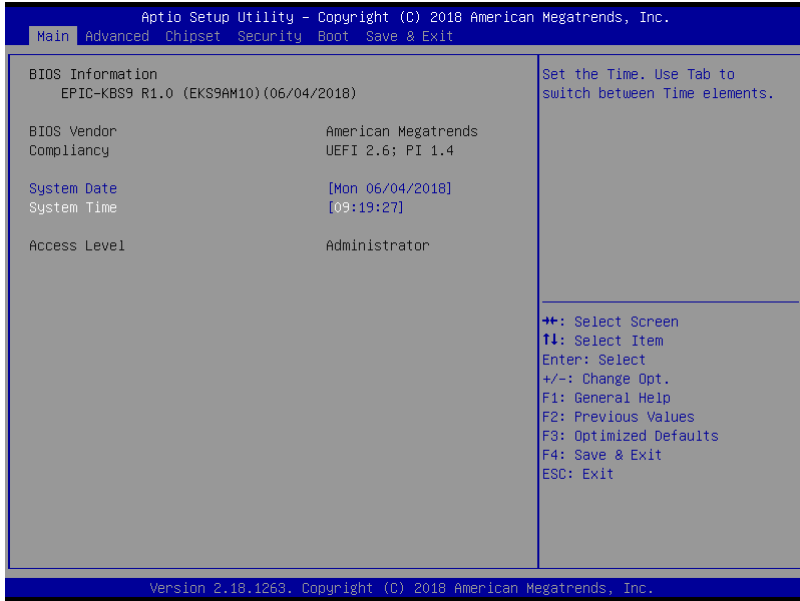 Aptio Setup Utility – Copyright (C) 2018 American Megatrends, Inc.
Main Advanced Chipset Security Boot Save & Exit
BIOS Information
EPIC-KBS9 R1.0 (EKS9AM10)(06/04/2018)
BIOS Vendor American Megatrends
Compliancy UEFI 2.6; PI 1.4
System Date [Mon 06/04/2018]
System Time [09:19:27]
Access Level Administrator
Set the Time. Use Tab to
switch between Time elements.
→←: Select Screen
↑↓: Select Item
Enter: Select
+/-: Change Opt.
F1: General Help
F2: Previous Values
F3: Optimized Defaults
F4: Save & Exit
ESC: Exit
Version 2.18.1263. Copyright (C) 2018 American Megatrends, Inc.